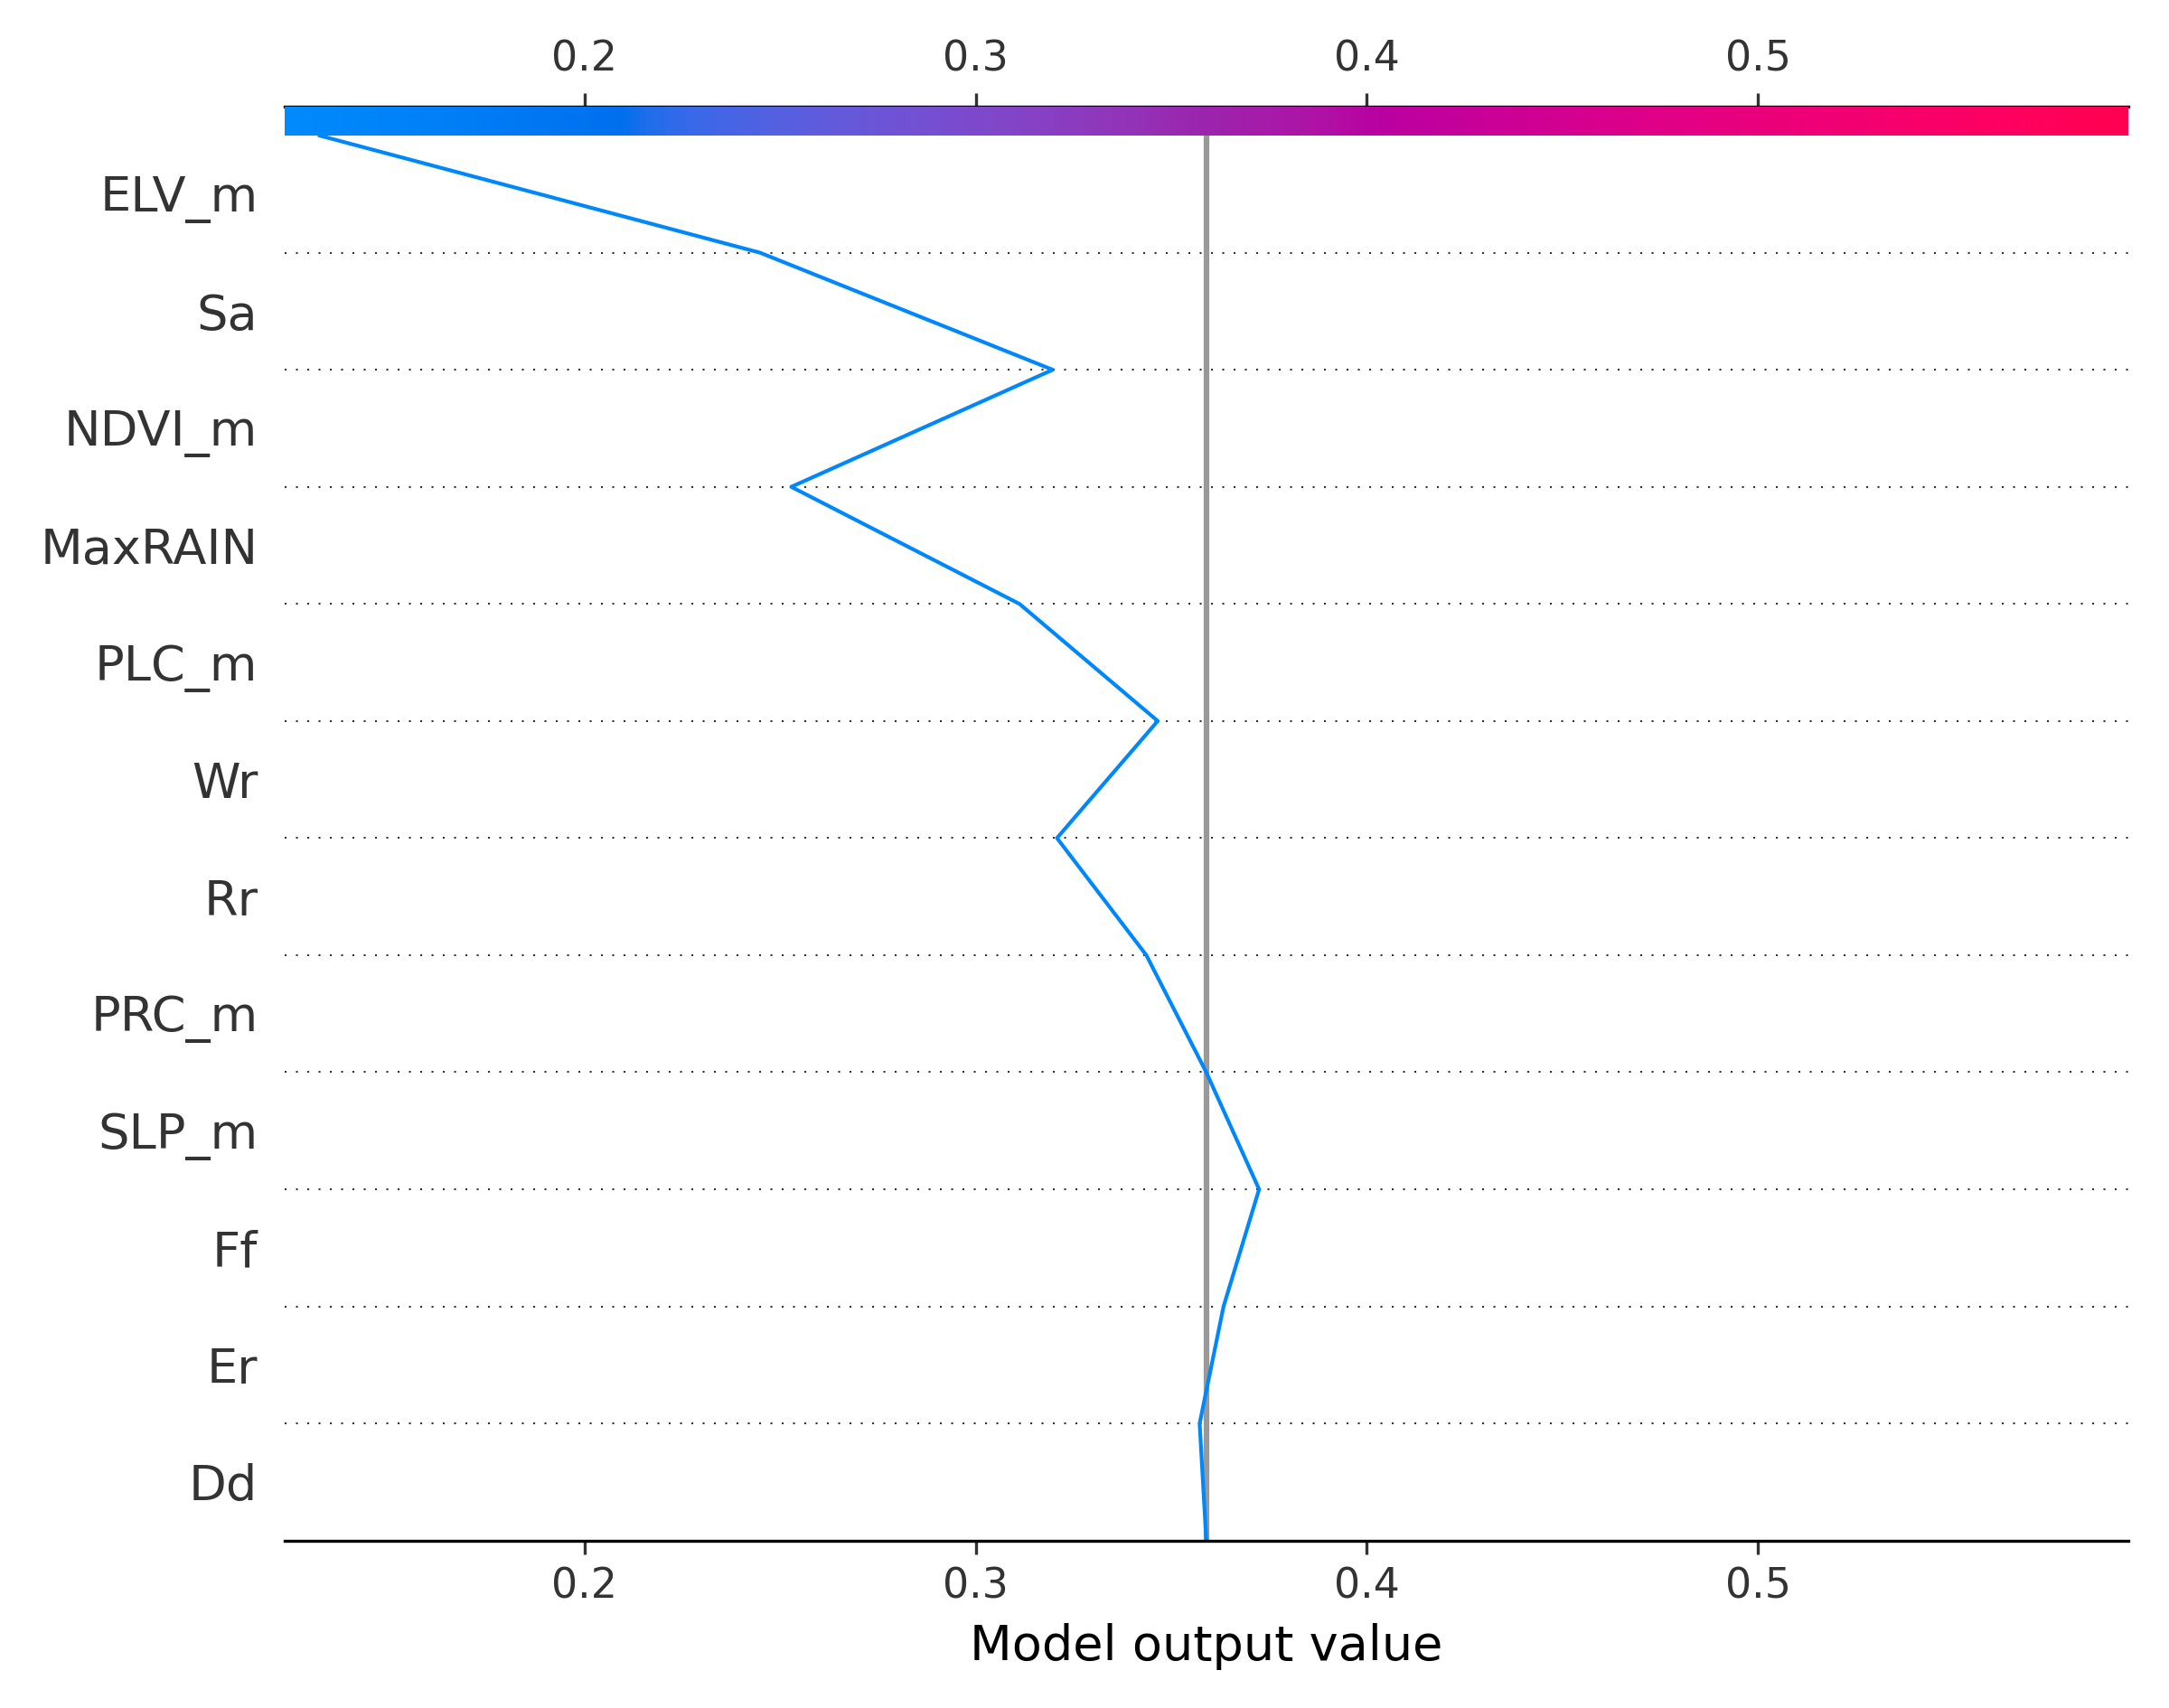 0.2 0.3 0.4 0.5
ELV_m
Sa
NDVI_m
MaxRAIN
PLC_m
Wr
Rr
PRC_m
SLP_m
Ff
Er
Dd
0.2 0.3 0.4 0.5
Model output value